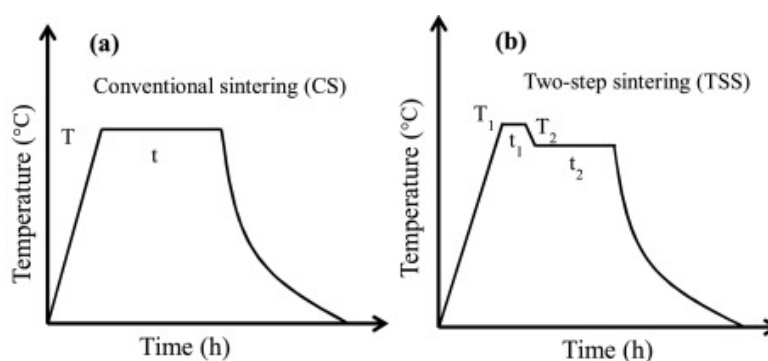 (a)
Conventional sintering (CS)
T
t
Temperature (°C)
Time (h)
(b)
Two-step sintering (TSS)
T₁
t₁
T₂
t₂
Temperature (°C)
Time (h)